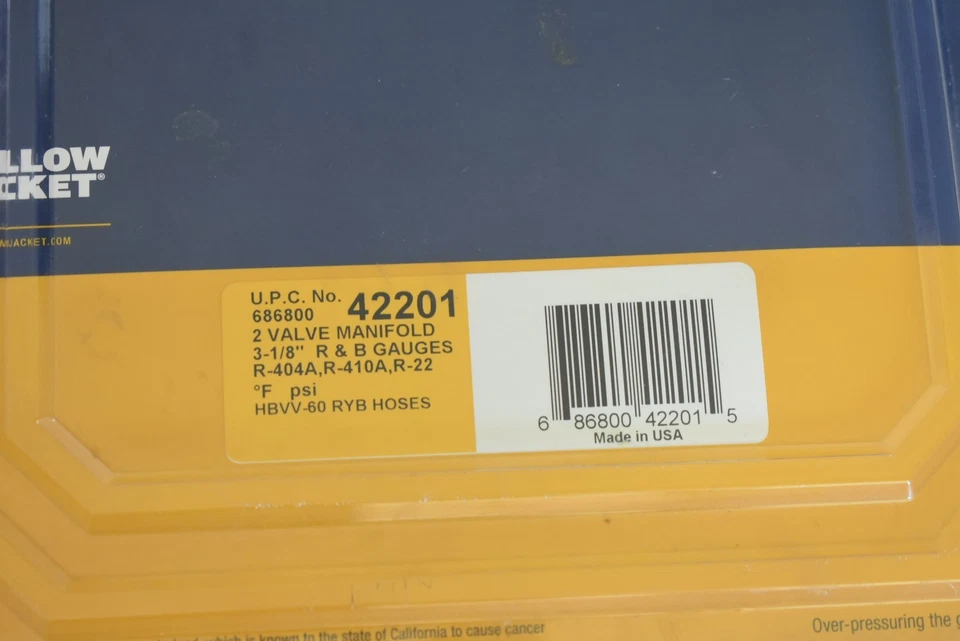 LLOW
CKET®
MJACKET.COM
U.P.C. No. 42201
686800
2 VALVE MANIFOLD
3-1/8" R & B GAUGES
R-404A,R-410A,R-22
°F psi
HBVV-60 RYB HOSES
6 86800 42201 5
Made in USA
which is known to the state of California to cause cancer
Over-pressuring the